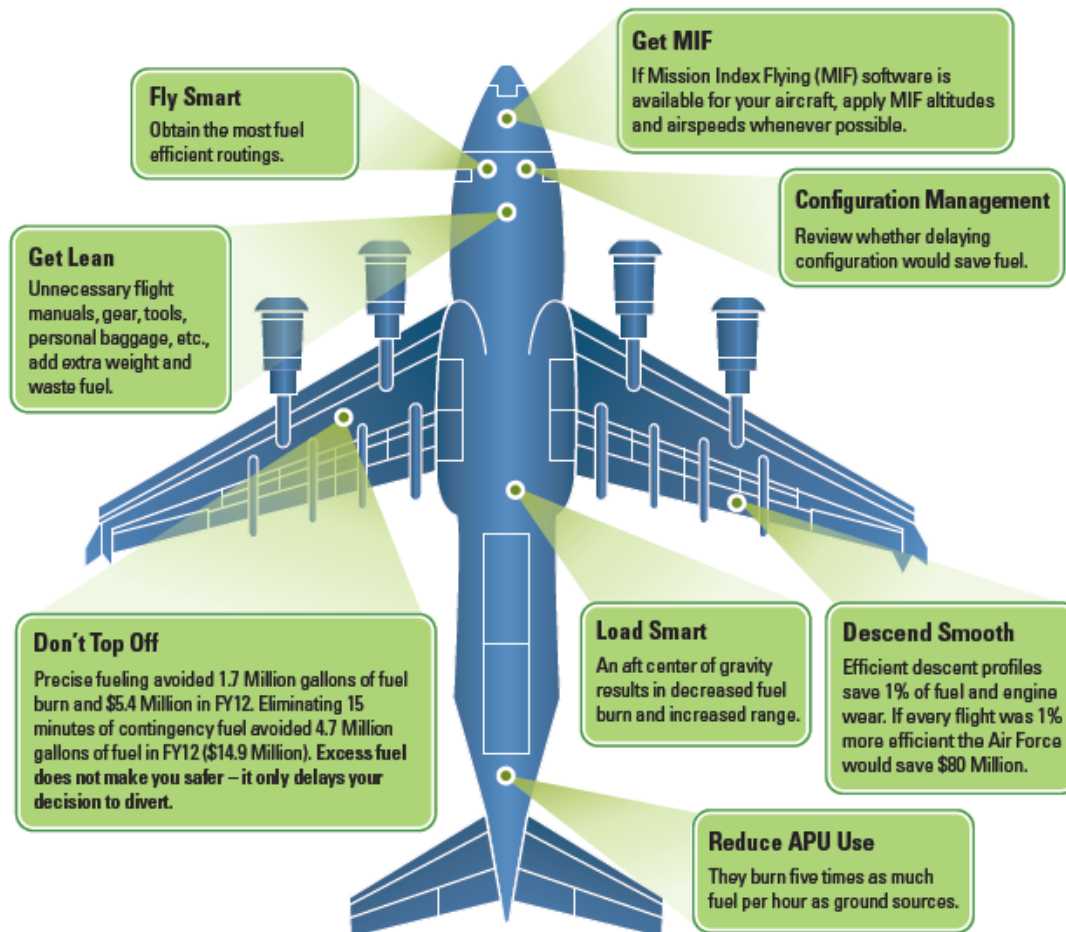 Get MIF
If Mission Index Flying (MIF) software is
available for your aircraft, apply MIF altitudes
and airspeeds whenever possible.
Fly Smart
Obtain the most fuel
efficient routings.
Configuration Management
Review whether delaying
configuration would save fuel.
Get Lean
Unnecessary flight
manuals, gear, tools,
personal baggage, etc.,
add extra weight and
waste fuel.
Don't Top Off
Precise fueling avoided 1.7 Million gallons of fuel
burn and $5.4 Million in FY12. Eliminating 15
minutes of contingency fuel avoided 4.7 Million
gallons of fuel in FY12 ($14.9 Million). Excess fuel
does not make you safer – it only delays your
decision to divert.
Load Smart
An aft center of gravity
results in decreased fuel
burn and increased range.
Descend Smooth
Efficient descent profiles
save 1% of fuel and engine
wear. If every flight was 1%
more efficient the Air Force
would save $80 Million.
Reduce APU Use
They burn five times as much
fuel per hour as ground sources.